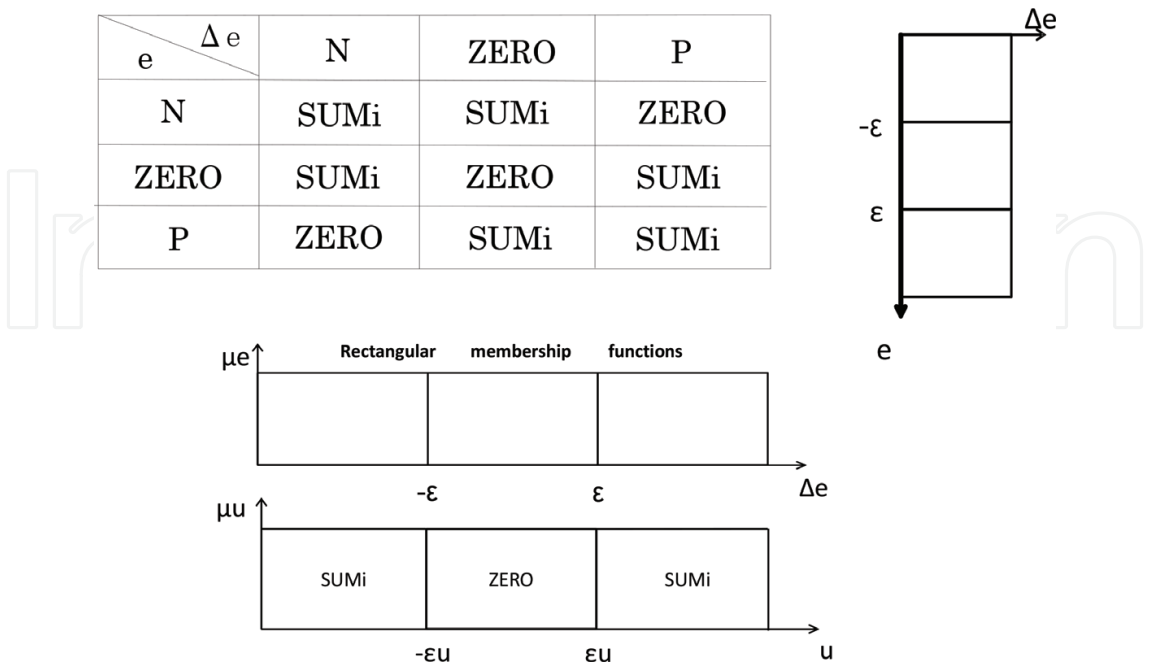 Δ e
e
N ZERO P
N SUMi SUMi ZERO
ZERO SUMi ZERO SUMi
P ZERO SUMi SUMi
Δe
-ε
ε
e
μe
Rectangular membership functions
-ε ε Δe
μu
SUMi ZERO SUMi
-εu εu u